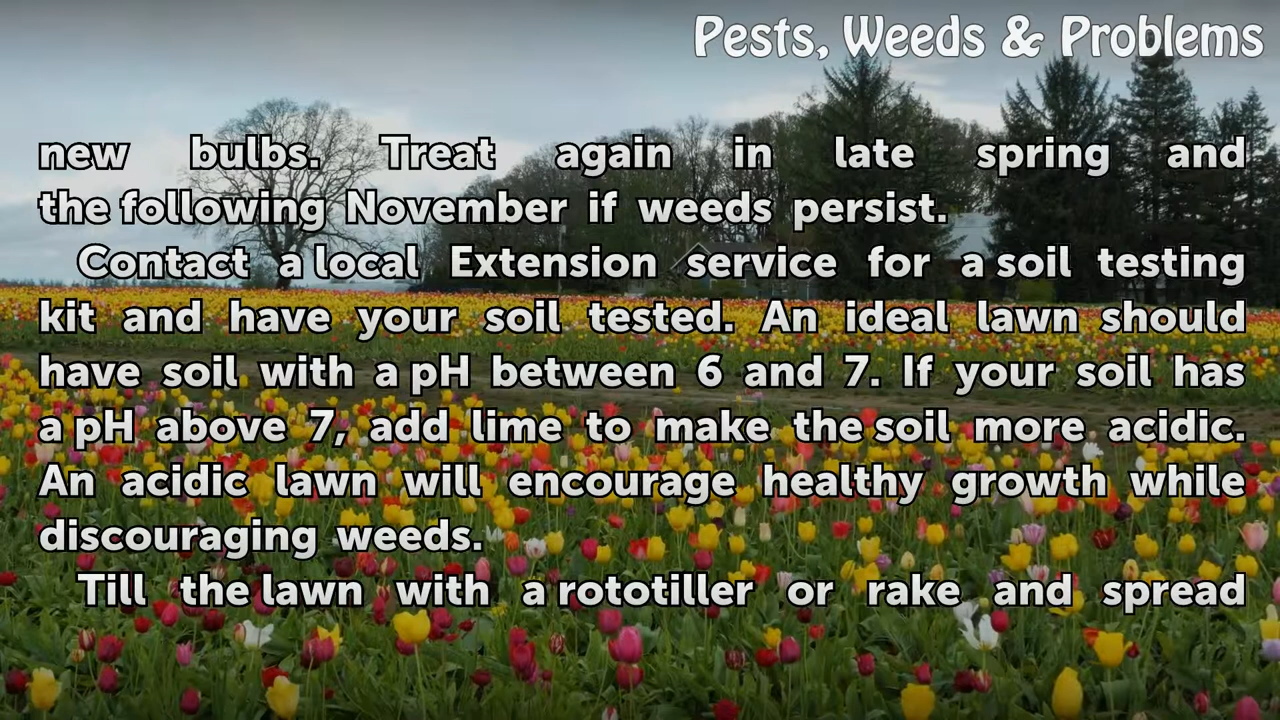 Pests, Weeds & Problems
new bulbs. Treat again in late spring and
the following November if weeds persist.
Contact a local Extension service for a soil testing
kit and have your soil tested. An ideal lawn should
have soil with a pH between 6 and 7. If your soil has
a pH above 7, add lime to make the soil more acidic.
An acidic lawn will encourage healthy growth while
discouraging weeds.
Till the lawn with a rototiller or rake and spread